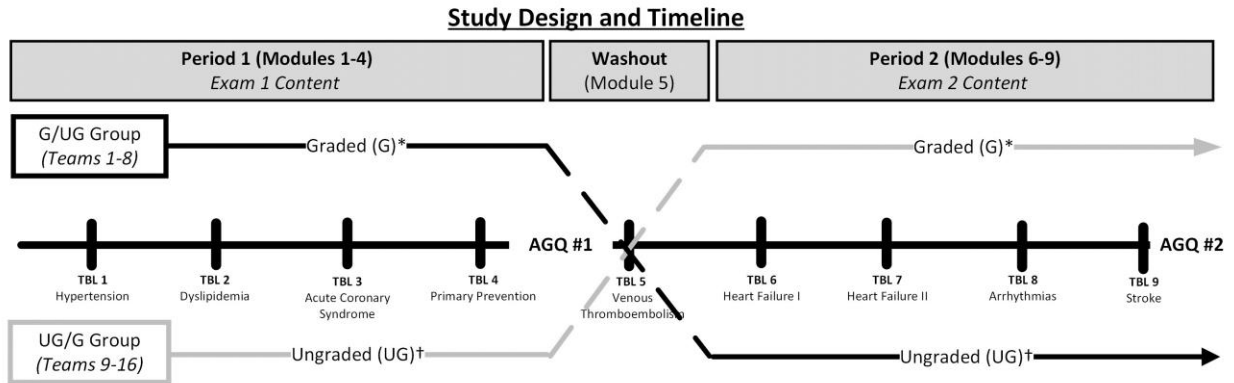 Study Design and Timeline
Period 1 (Modules 1-4)
Exam 1 Content
Washout
(Module 5)
Period 2 (Modules 6-9)
Exam 2 Content
G/UG Group
(Teams 1-8)
Graded (G)*
Graded (G)*
AGQ #1
AGQ #2
TBL 1
Hypertension
TBL 2
Dyslipidemia
TBL 3
Acute Coronary
Syndrome
TBL 4
Primary Prevention
TBL 5
Venous
Thromboembolism
TBL 6
Heart Failure I
TBL 7
Heart Failure II
TBL 8
Arrhythmias
TBL 9
Stroke
UG/G Group
(Teams 9-16)
Ungraded (UG)†
Ungraded (UG)†